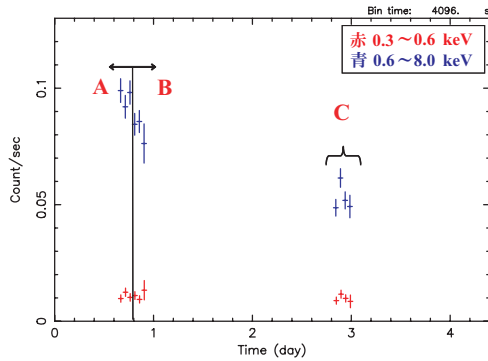 Bin time: 4096. s
赤 0.3～0.6 keV
青 0.6～8.0 keV
A
B
C
Count/sec
0.1
0.05
0
0
1
2
3
4
Time (day)